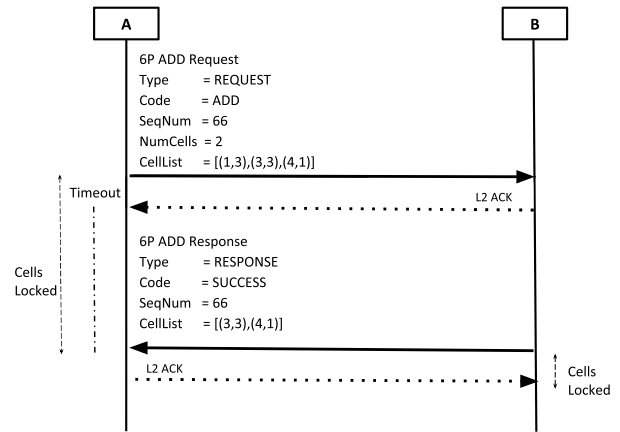 A
B
6P ADD Request
Type = REQUEST
Code = ADD
SeqNum = 66
NumCells = 2
CellList = [(1,3),(3,3),(4,1)]
Timeout
L2 ACK
6P ADD Response
Type = RESPONSE
Code = SUCCESS
SeqNum = 66
CellList = [(3,3),(4,1)]
Cells
Locked
L2 ACK
Cells
Locked